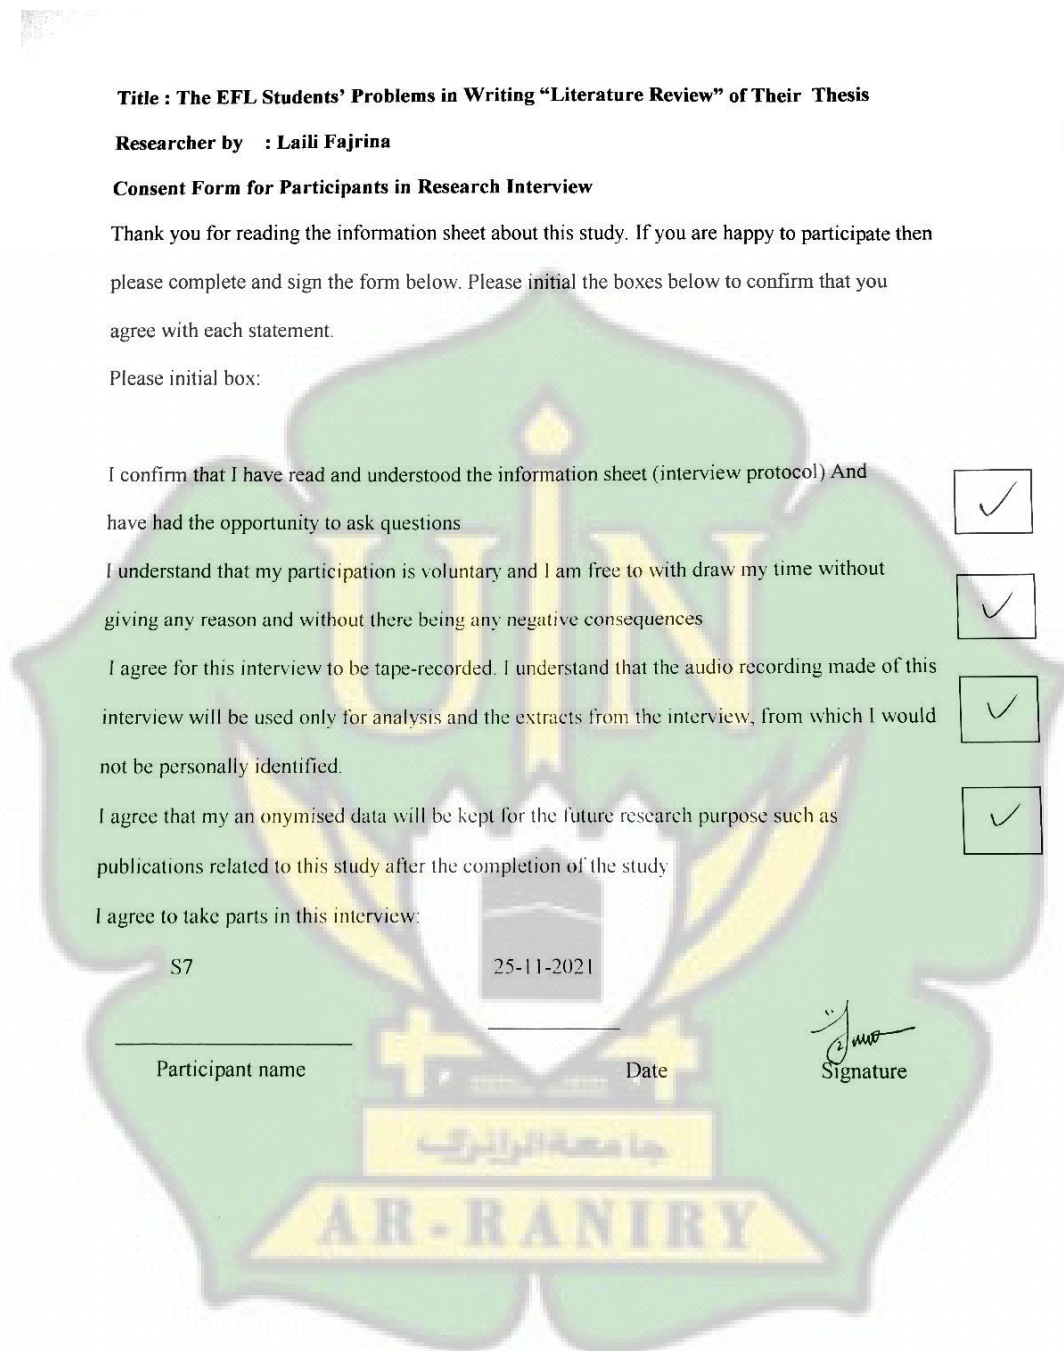 Title : The EFL Students’ Problems in Writing “Literature Review” of Their Thesis
Researcher by : Laili Fajrina
Consent Form for Participants in Research Interview
Thank you for reading the information sheet about this study. If you are happy to participate then
please complete and sign the form below. Please initial the boxes below to confirm that you
agree with each statement.
Please initial box:
I confirm that I have read and understood the information sheet (interview protocol) And
have had the opportunity to ask questions
I understand that my participation is voluntary and I am free to with draw my time without
giving any reason and without there being any negative consequences
I agree for this interview to be tape-recorded. I understand that the audio recording made of this
interview will be used only for analysis and the extracts from the interview, from which I would
not be personally identified.
I agree that my an onymised data will be kept for the future research purpose such as
publications related to this study after the completion of the study
I agree to take parts in this interview:
S7 25-11-2021
Participant name Date Signature
UIN
جامعة الرانري
AR-RANIRY